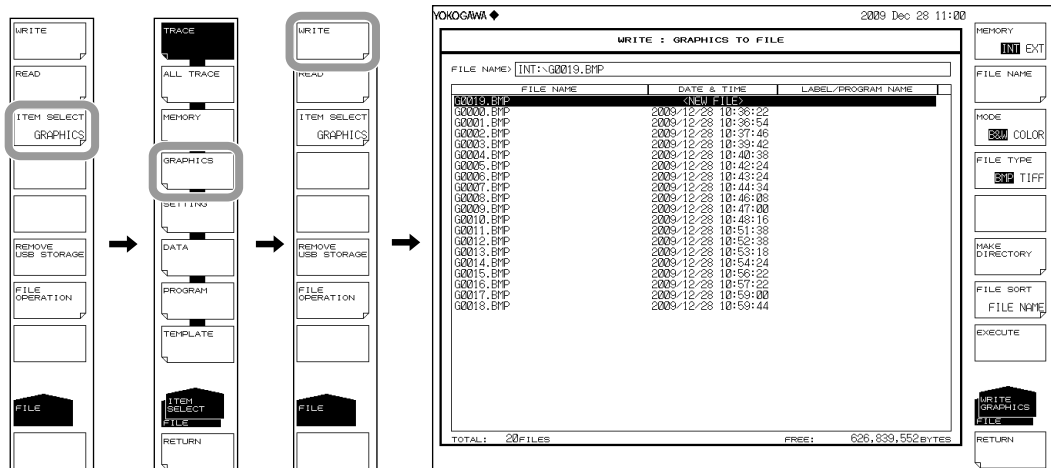 WRITE
READ
ITEM SELECT
GRAPHICS
REMOVE
USB STORAGE
FILE
OPERATION
FILE
TRACE
ALL TRACE
MEMORY
GRAPHICS
SETTING
DATA
PROGRAM
TEMPLATE
ITEM
SELECT
FILE
RETURN
WRITE
READ
ITEM SELECT
GRAPHICS
REMOVE
USB STORAGE
FILE
OPERATION
FILE
YOKOGAWA 2009 Dec 28 11:00
WRITE : GRAPHICS TO FILE
FILE NAME> INT:\G0019.BMP
FILE NAME DATE & TIME LABEL/PROGRAM NAME
G0019.BMP <NEW FILE>
G0000.BMP 2009/12/28 10:36:22
G0001.BMP 2009/12/28 10:36:54
G0002.BMP 2009/12/28 10:37:46
G0003.BMP 2009/12/28 10:39:42
G0004.BMP 2009/12/28 10:40:38
G0005.BMP 2009/12/28 10:42:24
G0006.BMP 2009/12/28 10:43:24
G0007.BMP 2009/12/28 10:44:34
G0008.BMP 2009/12/28 10:46:08
G0009.BMP 2009/12/28 10:47:00
G0010.BMP 2009/12/28 10:48:16
G0011.BMP 2009/12/28 10:51:38
G0012.BMP 2009/12/28 10:52:38
G0013.BMP 2009/12/28 10:53:18
G0014.BMP 2009/12/28 10:54:24
G0015.BMP 2009/12/28 10:56:22
G0016.BMP 2009/12/28 10:57:22
G0017.BMP 2009/12/28 10:59:00
G0018.BMP 2009/12/28 10:59:44
TOTAL: 20FILES FREE: 626,839,552BYTES
MEMORY
INT EXT
FILE NAME
MODE
B&W COLOR
FILE TYPE
BMP TIFF
MAKE
DIRECTORY
FILE SORT
FILE NAME
EXECUTE
WRITE
GRAPHICS
FILE
RETURN